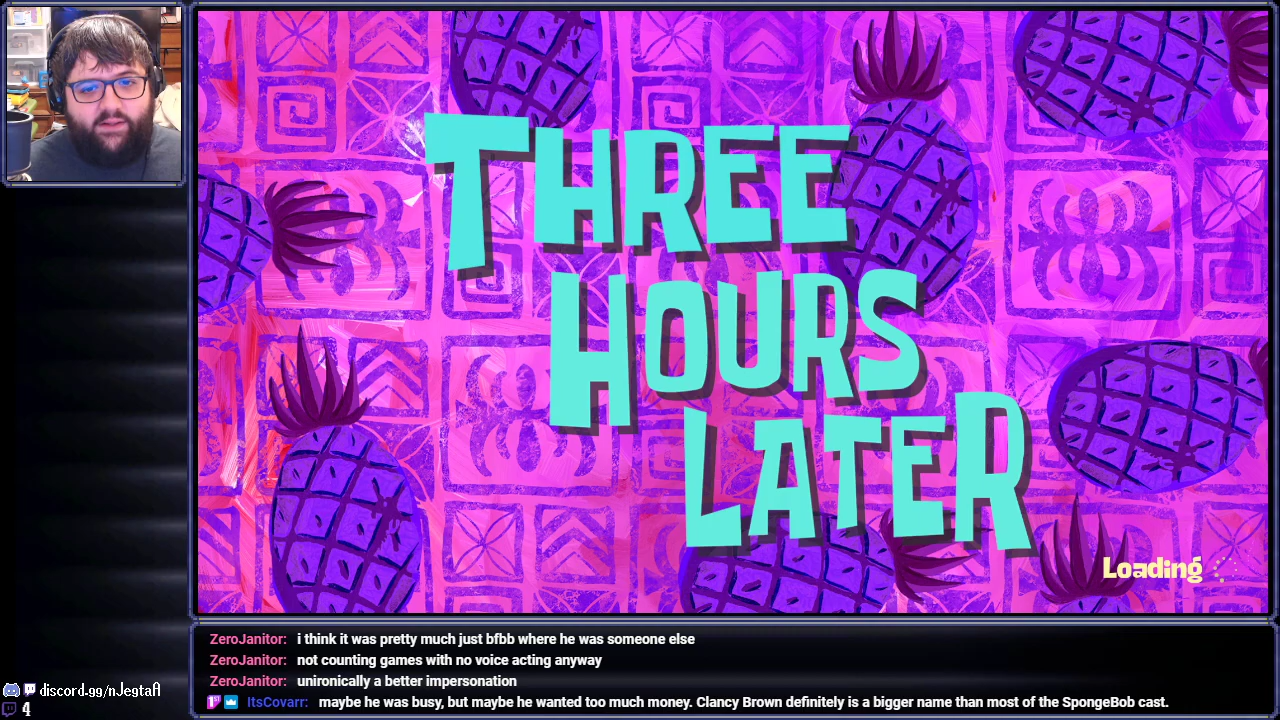 THREE
HOURS
LATER
Loading
ZeroJanitor: i think it was pretty much just bfbb where he was someone else
ZeroJanitor: not counting games with no voice acting anyway
ZeroJanitor: unironically a better impersonation
1ST ItsCovarr: maybe he was busy, but maybe he wanted too much money. Clancy Brown definitely is a bigger name than most of the SpongeBob cast.
discord.gg/nJegtaA
4